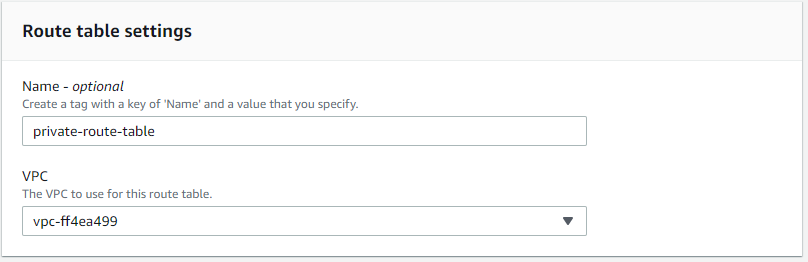 Route table settings
Name - optional
Create a tag with a key of 'Name' and a value that you specify.
private-route-table
VPC
The VPC to use for this route table.
vpc-ff4ea499